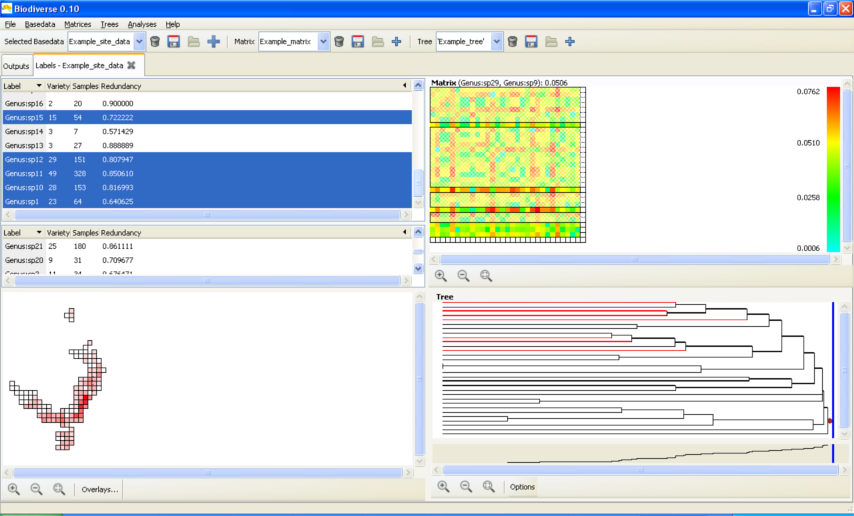 Biodiverse 0.10
File Basedata Matrices Trees Analyses Help
Selected Basedata Example_site_data Matrix Example_matrix Tree 'Example_tree'
Outputs Labels - Example_site_data
Label Variety Samples Redundancy
Genus:sp16 2 20 0.900000
Genus:sp15 15 54 0.722222
Genus:sp14 3 7 0.571429
Genus:sp13 3 27 0.888889
Genus:sp12 29 151 0.807947
Genus:sp11 49 328 0.850610
Genus:sp10 28 153 0.816993
Genus:sp1 23 64 0.640625
Label Variety Samples Redundancy
Genus:sp21 25 180 0.861111
Genus:sp20 9 31 0.709677
Genus:sp2 11 34 0.676471
Overlays...
Matrix (Genus:sp29, Genus:sp9): 0.0506
0.0762
0.0510
0.0258
0.0006
Tree
Options